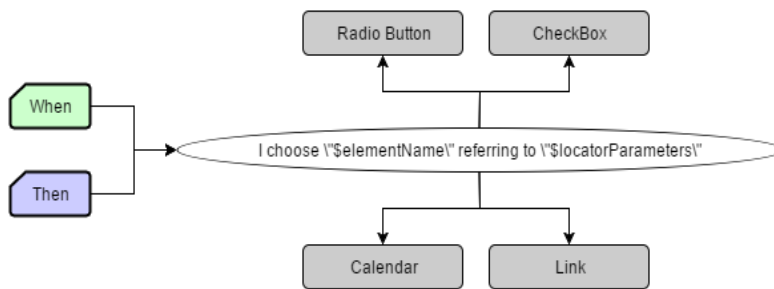 Radio Button
CheckBox
When
I choose \"$elementName\" referring to \"$locatorParameters\"
Then
Calendar
Link